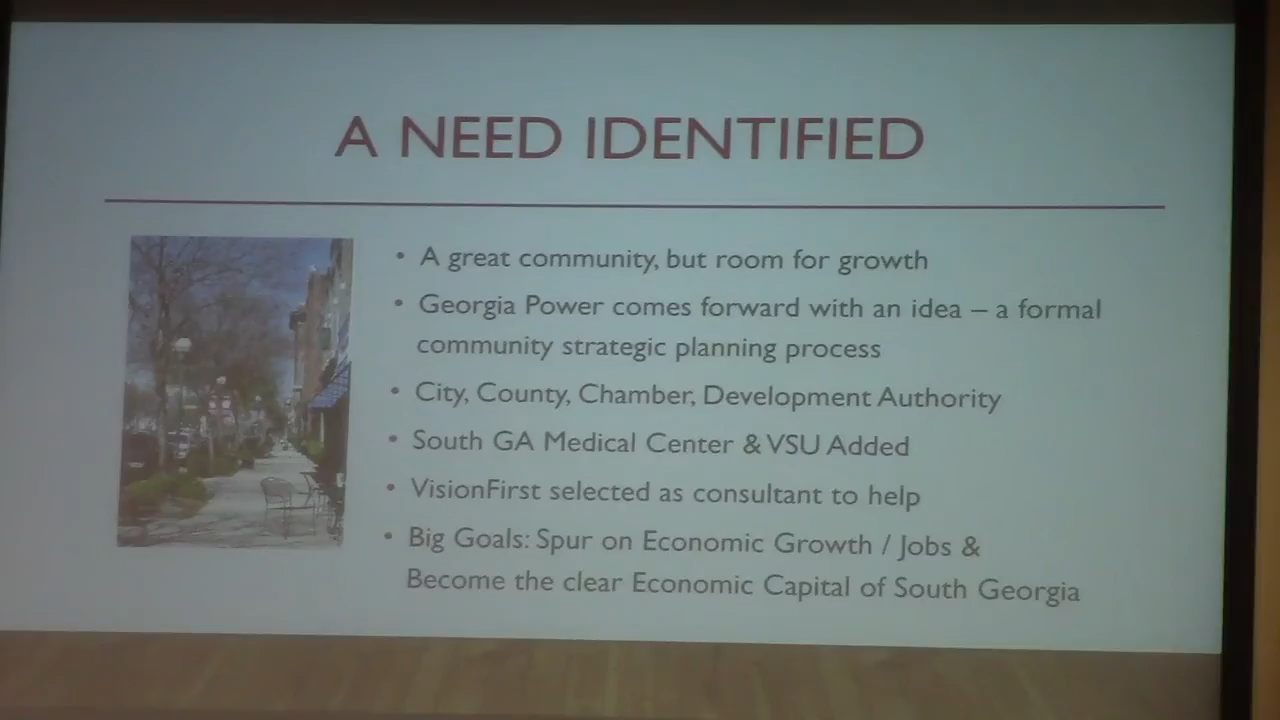 A NEED IDENTIFIED
• A great community, but room for growth
• Georgia Power comes forward with an idea – a formal
community strategic planning process
• City, County, Chamber, Development Authority
• South GA Medical Center & VSU Added
• VisionFirst selected as consultant to help
• Big Goals: Spur on Economic Growth / Jobs &
Become the clear Economic Capital of South Georgia